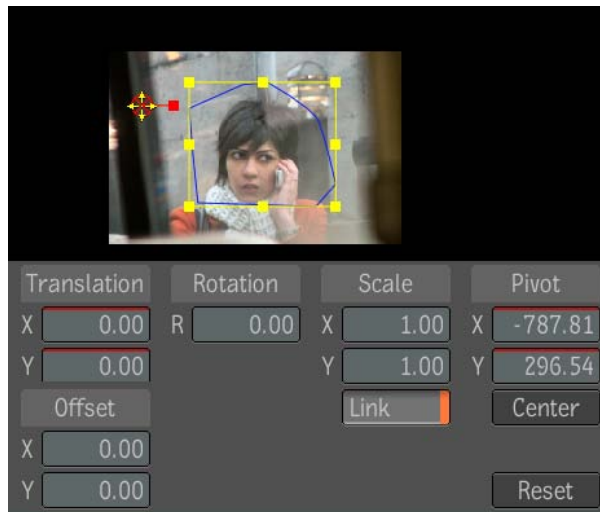 Translation Rotation Scale Pivot
X 0.00 R 0.00 X 1.00 X -787.81
Y 0.00 Y 1.00 Y 296.54
Offset Link Center
X 0.00
Y 0.00 Reset